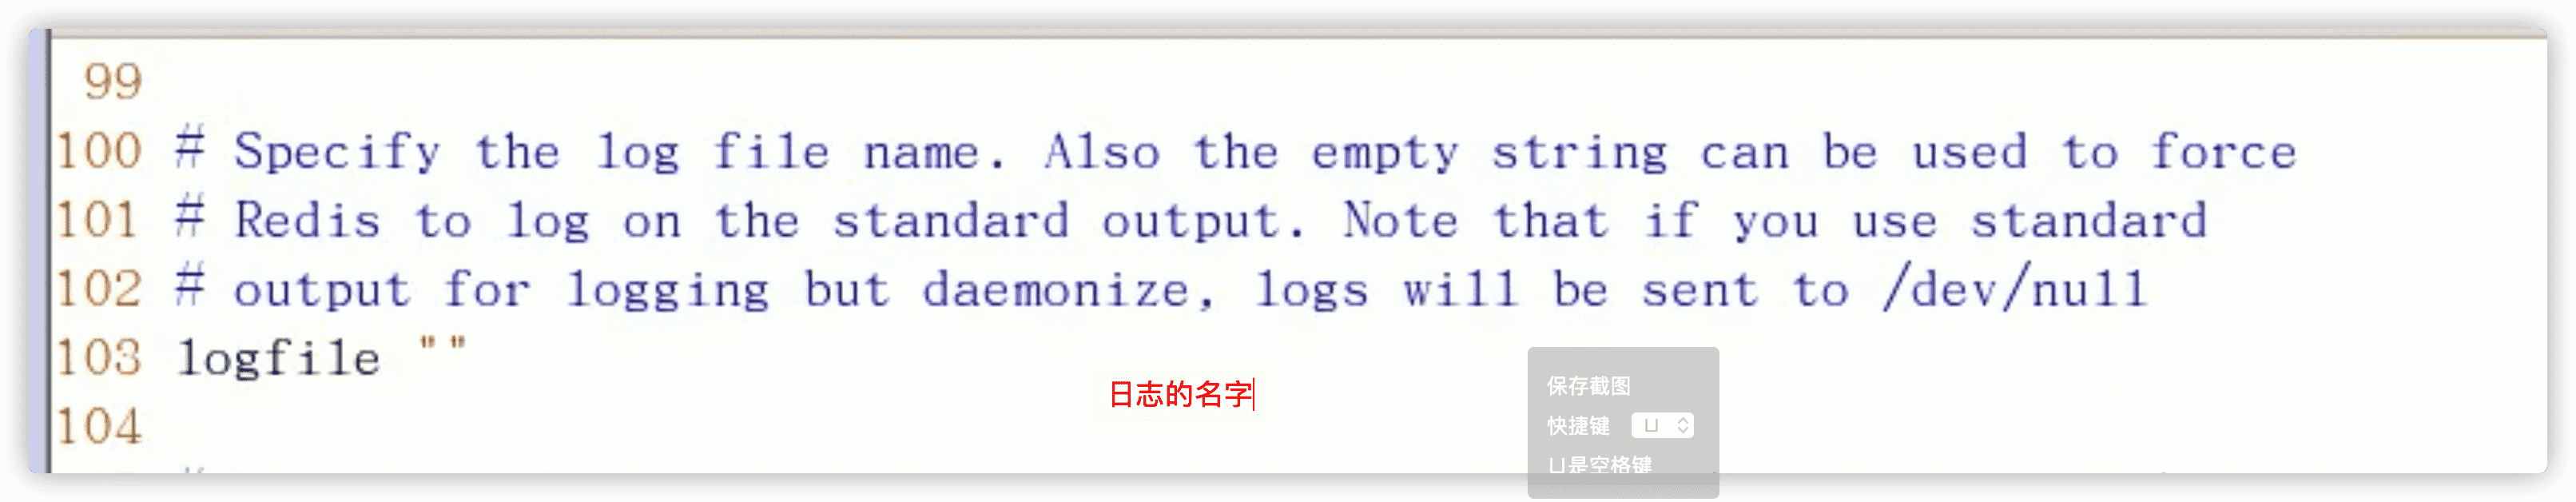 99
100 # Specify the log file name. Also the empty string can be used to force
101 # Redis to log on the standard output. Note that if you use standard
102 # output for logging but daemonize, logs will be sent to /dev/null
103 logfile ""
日志的名字
104
#
保存截图
快捷键 ⊔
⊔是空格键